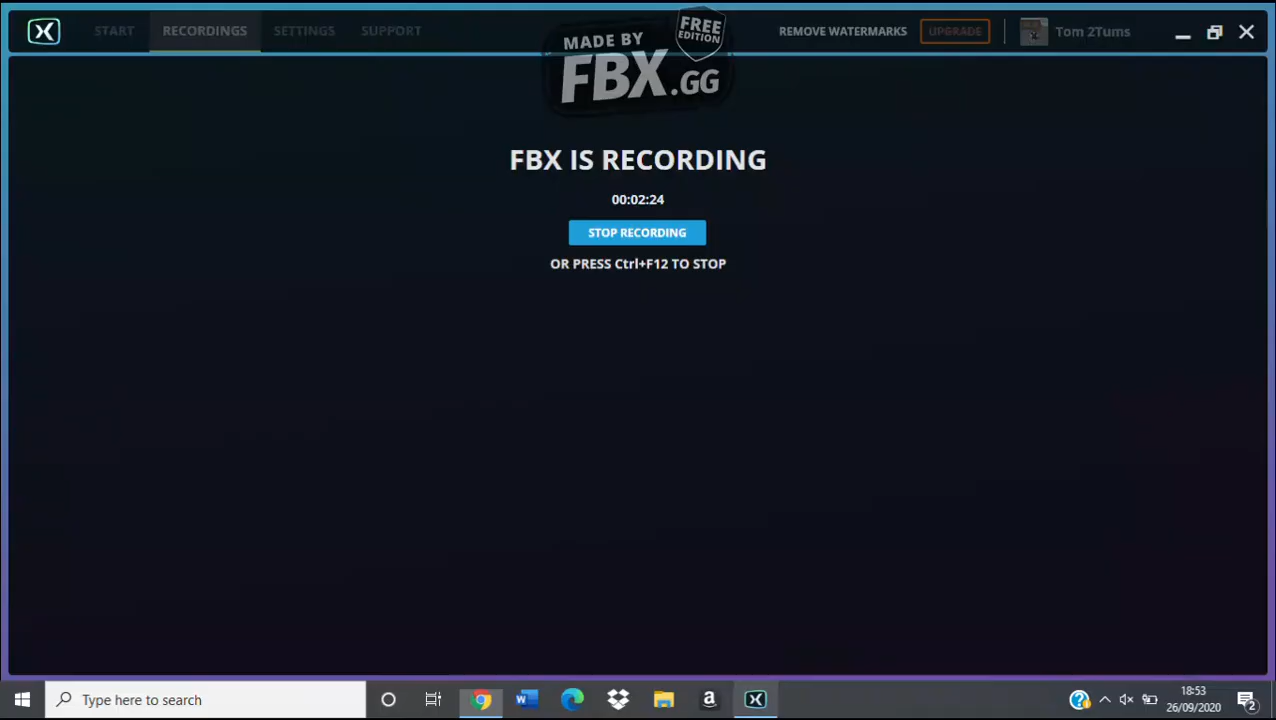 START
RECORDINGS
SETTINGS
SUPPORT
MADE BY
FBX.GG
FREE
EDITION
REMOVE WATERMARKS
UPGRADE
Tom 2Tums
FBX IS RECORDING
00:02:24
STOP RECORDING
OR PRESS Ctrl+F12 TO STOP
Type here to search
18:53
26/09/2020
2